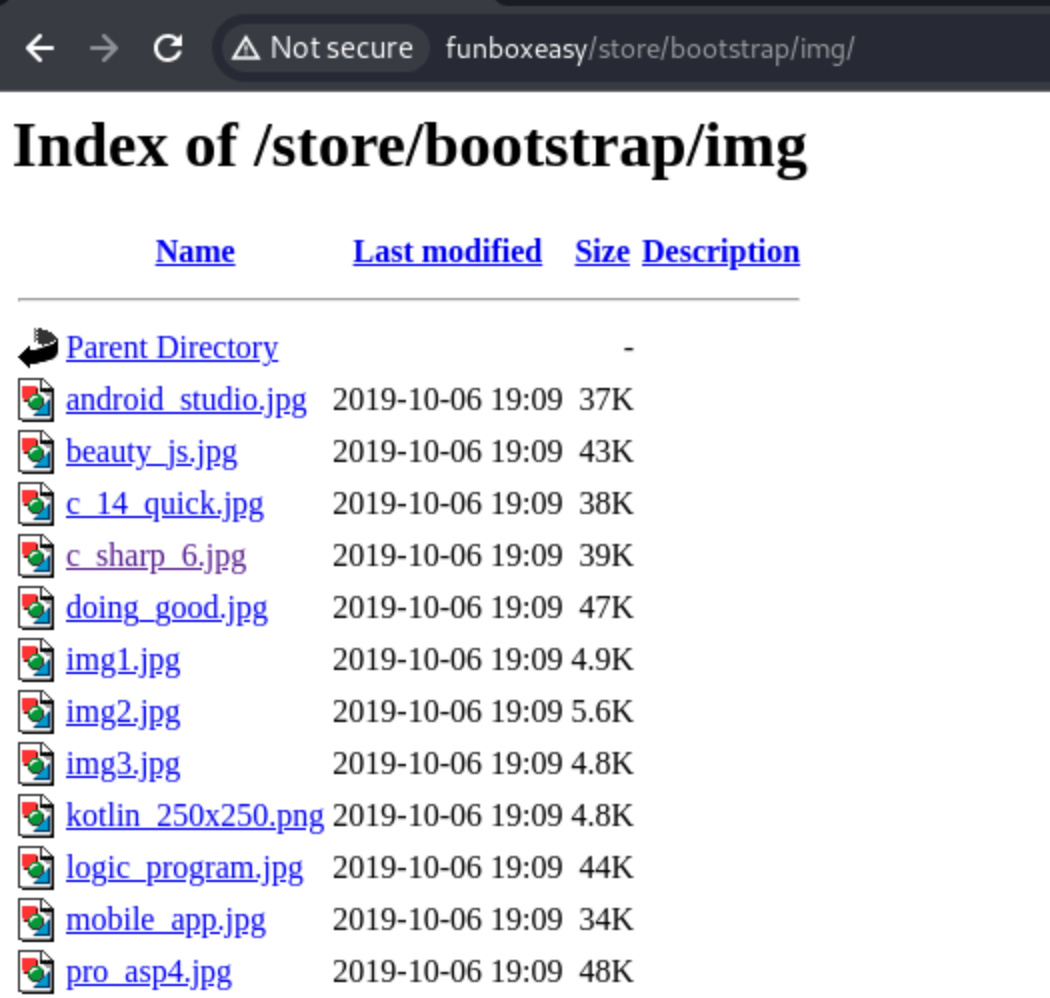 Not secure funboxeasy/store/bootstrap/img/
Index of /store/bootstrap/img
Name Last modified Size Description
Parent Directory -
android_studio.jpg 2019-10-06 19:09 37K
beauty_js.jpg 2019-10-06 19:09 43K
c_14_quick.jpg 2019-10-06 19:09 38K
c_sharp_6.jpg 2019-10-06 19:09 39K
doing_good.jpg 2019-10-06 19:09 47K
img1.jpg 2019-10-06 19:09 4.9K
img2.jpg 2019-10-06 19:09 5.6K
img3.jpg 2019-10-06 19:09 4.8K
kotlin_250x250.png 2019-10-06 19:09 4.8K
logic_program.jpg 2019-10-06 19:09 44K
mobile_app.jpg 2019-10-06 19:09 34K
pro_asp4.jpg 2019-10-06 19:09 48K